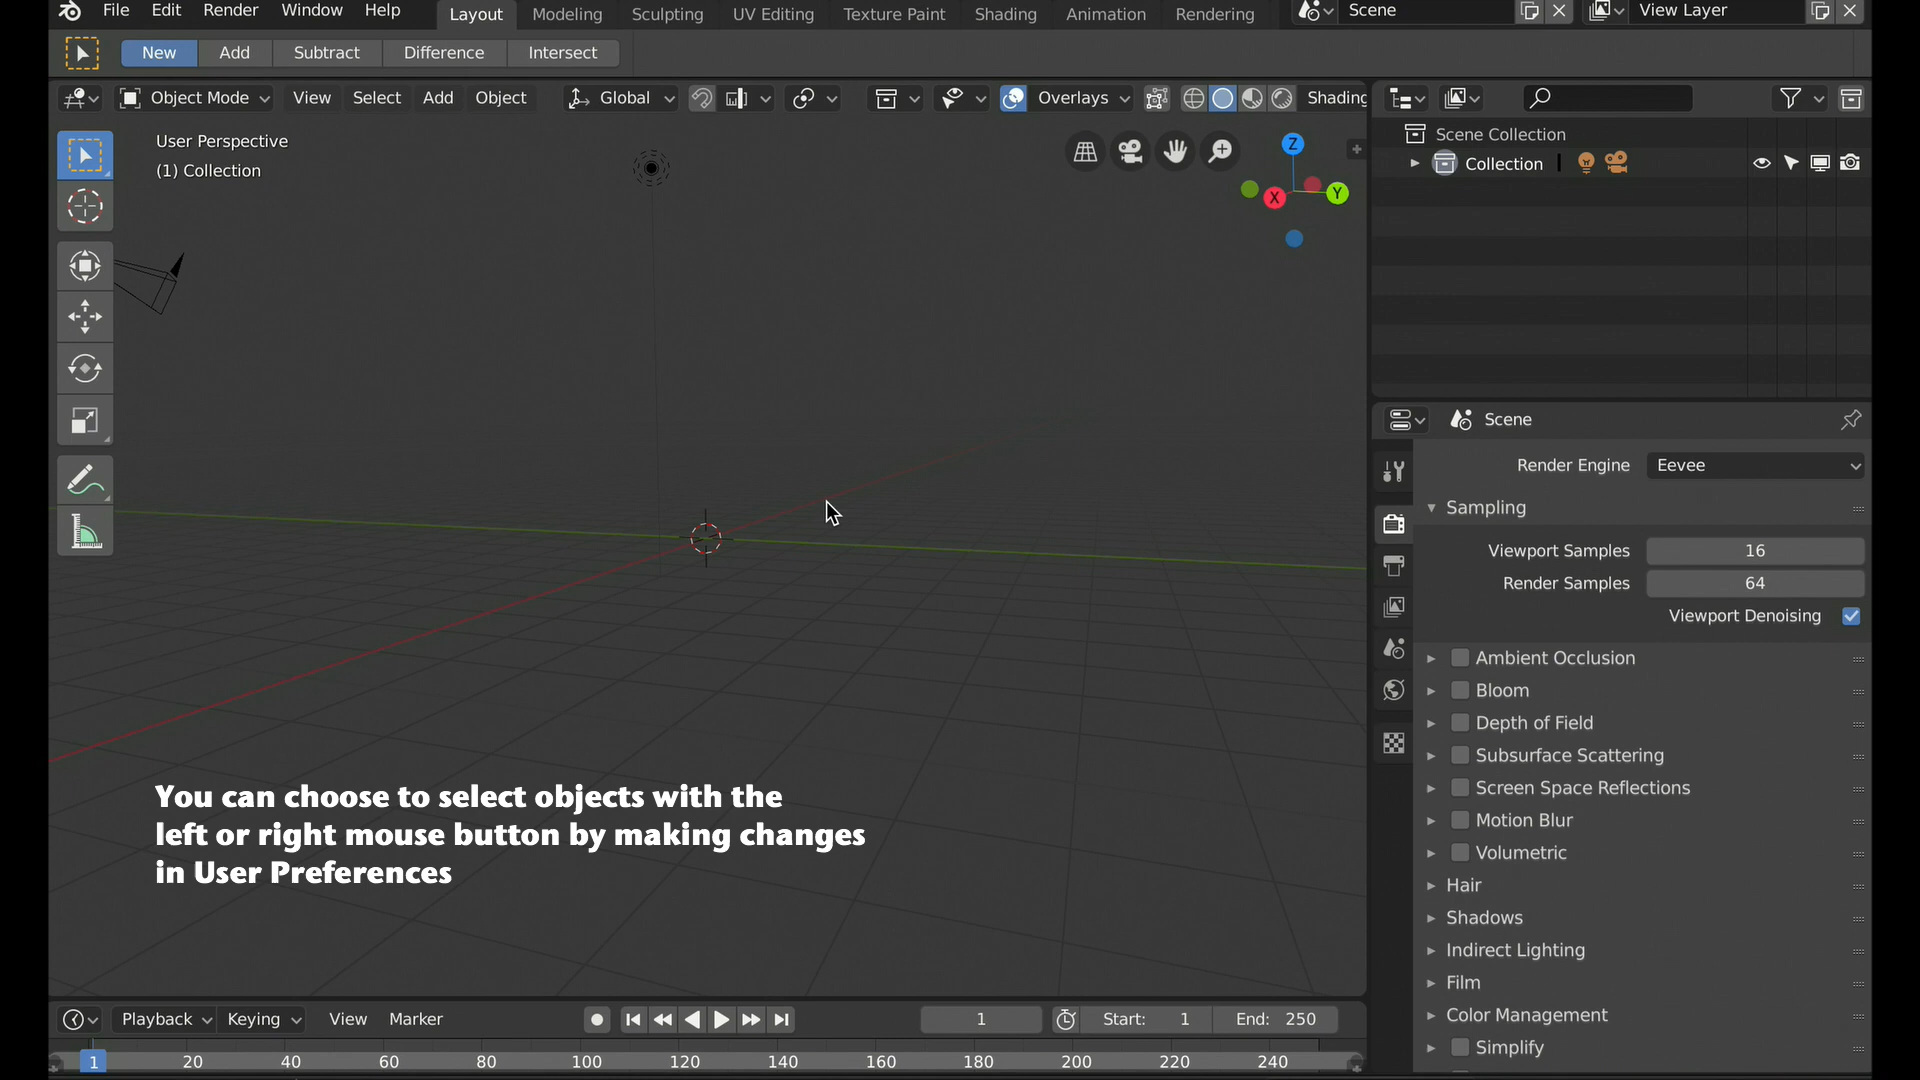 File Edit Render Window Help Layout Modeling Sculpting UV Editing Texture Paint Shading Animation Rendering Scene View Layer
New Add Subtract Difference Intersect
Object Mode View Select Add Object Global Overlays Shading
User Perspective
(1) Collection
Z
X
Y
Scene Collection
Collection
Scene
Render Engine Eevee
Sampling
Viewport Samples 16
Render Samples 64
Viewport Denoising
Ambient Occlusion
Bloom
Depth of Field
Subsurface Scattering
Screen Space Reflections
Motion Blur
Volumetric
Hair
Shadows
Indirect Lighting
Film
Color Management
Simplify
You can choose to select objects with the
left or right mouse button by making changes
in User Preferences
Playback Keying View Marker 1 Start: 1 End: 250
1 20 40 60 80 100 120 140 160 180 200 220 240